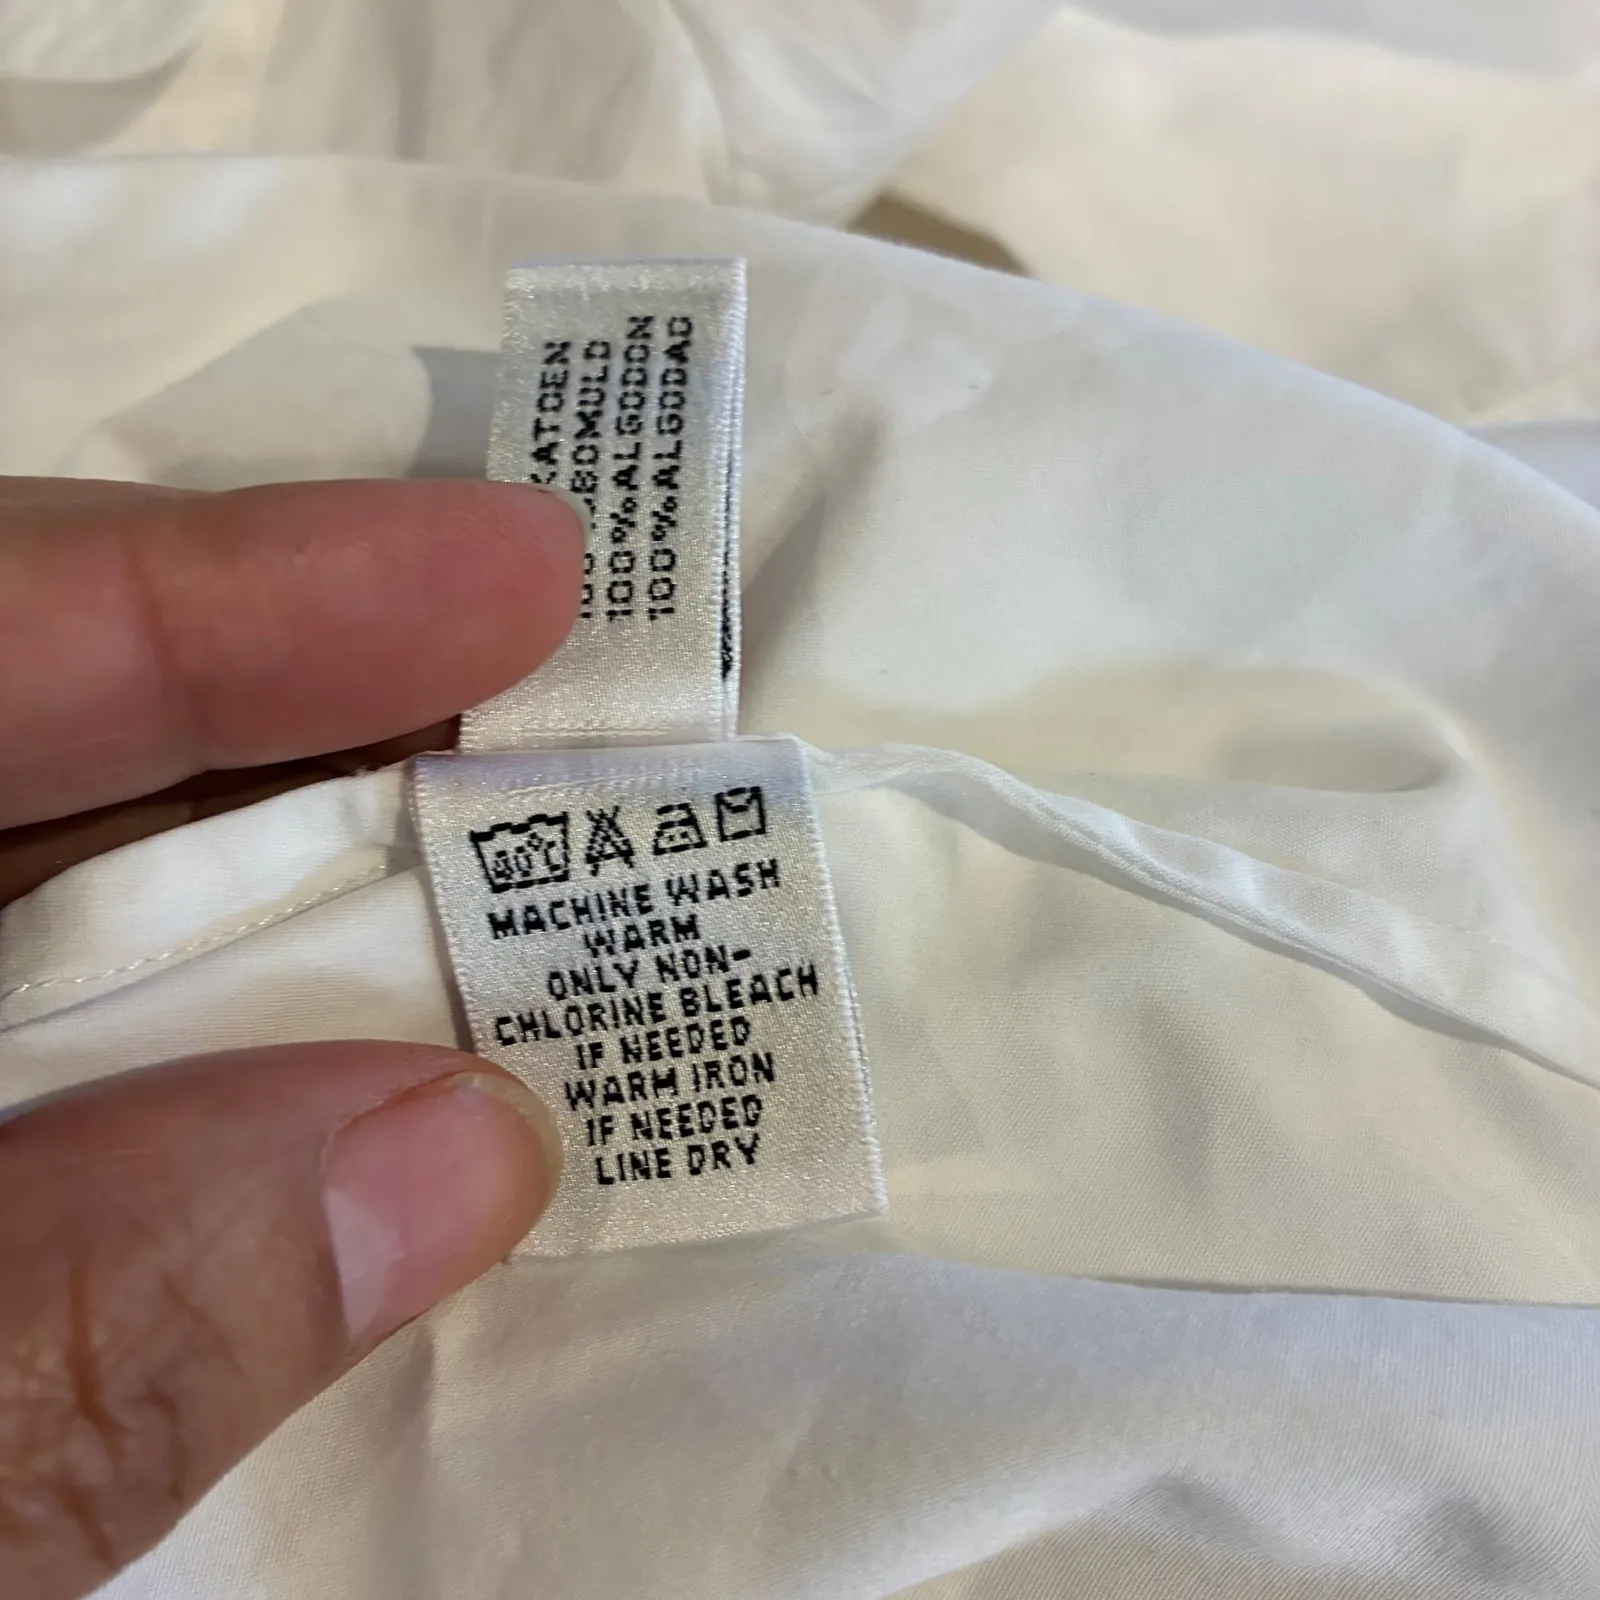 KATOEN
100% ALGODON
100% ALGODAO
40°C
MACHINE WASH
WARM
ONLY NON-
CHLORINE BLEACH
IF NEEDED
WARM IRON
IF NEEDED
LINE DRY